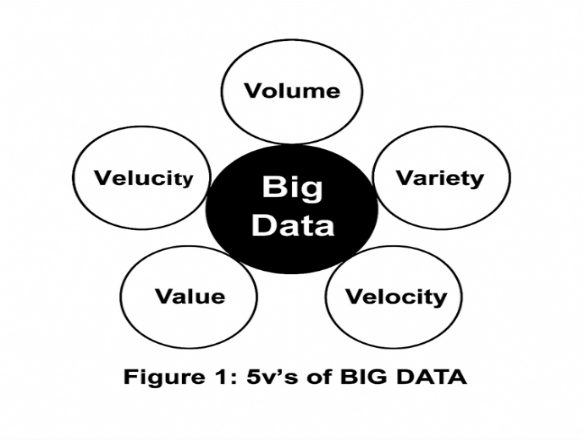 Volume
Velucity
Variety
Big
Data
Value
Velocity
Figure 1: 5v's of BIG DATA